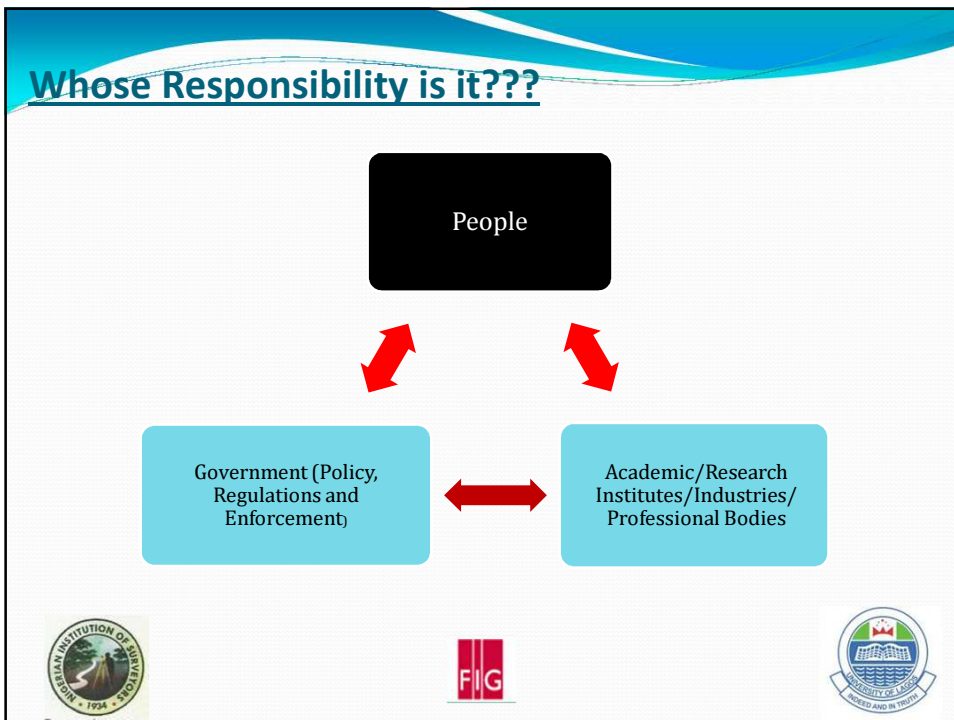 Whose Responsibility is it???
People
Government (Policy,
Regulations and
Enforcement)
Academic/Research
Institutes/Industries/
Professional Bodies
NIGERIAN INSTITUTION OF SURVEYORS
1934
FIG
UNIVERSITY OF LAGOS
INDEED AND IN TRUTH